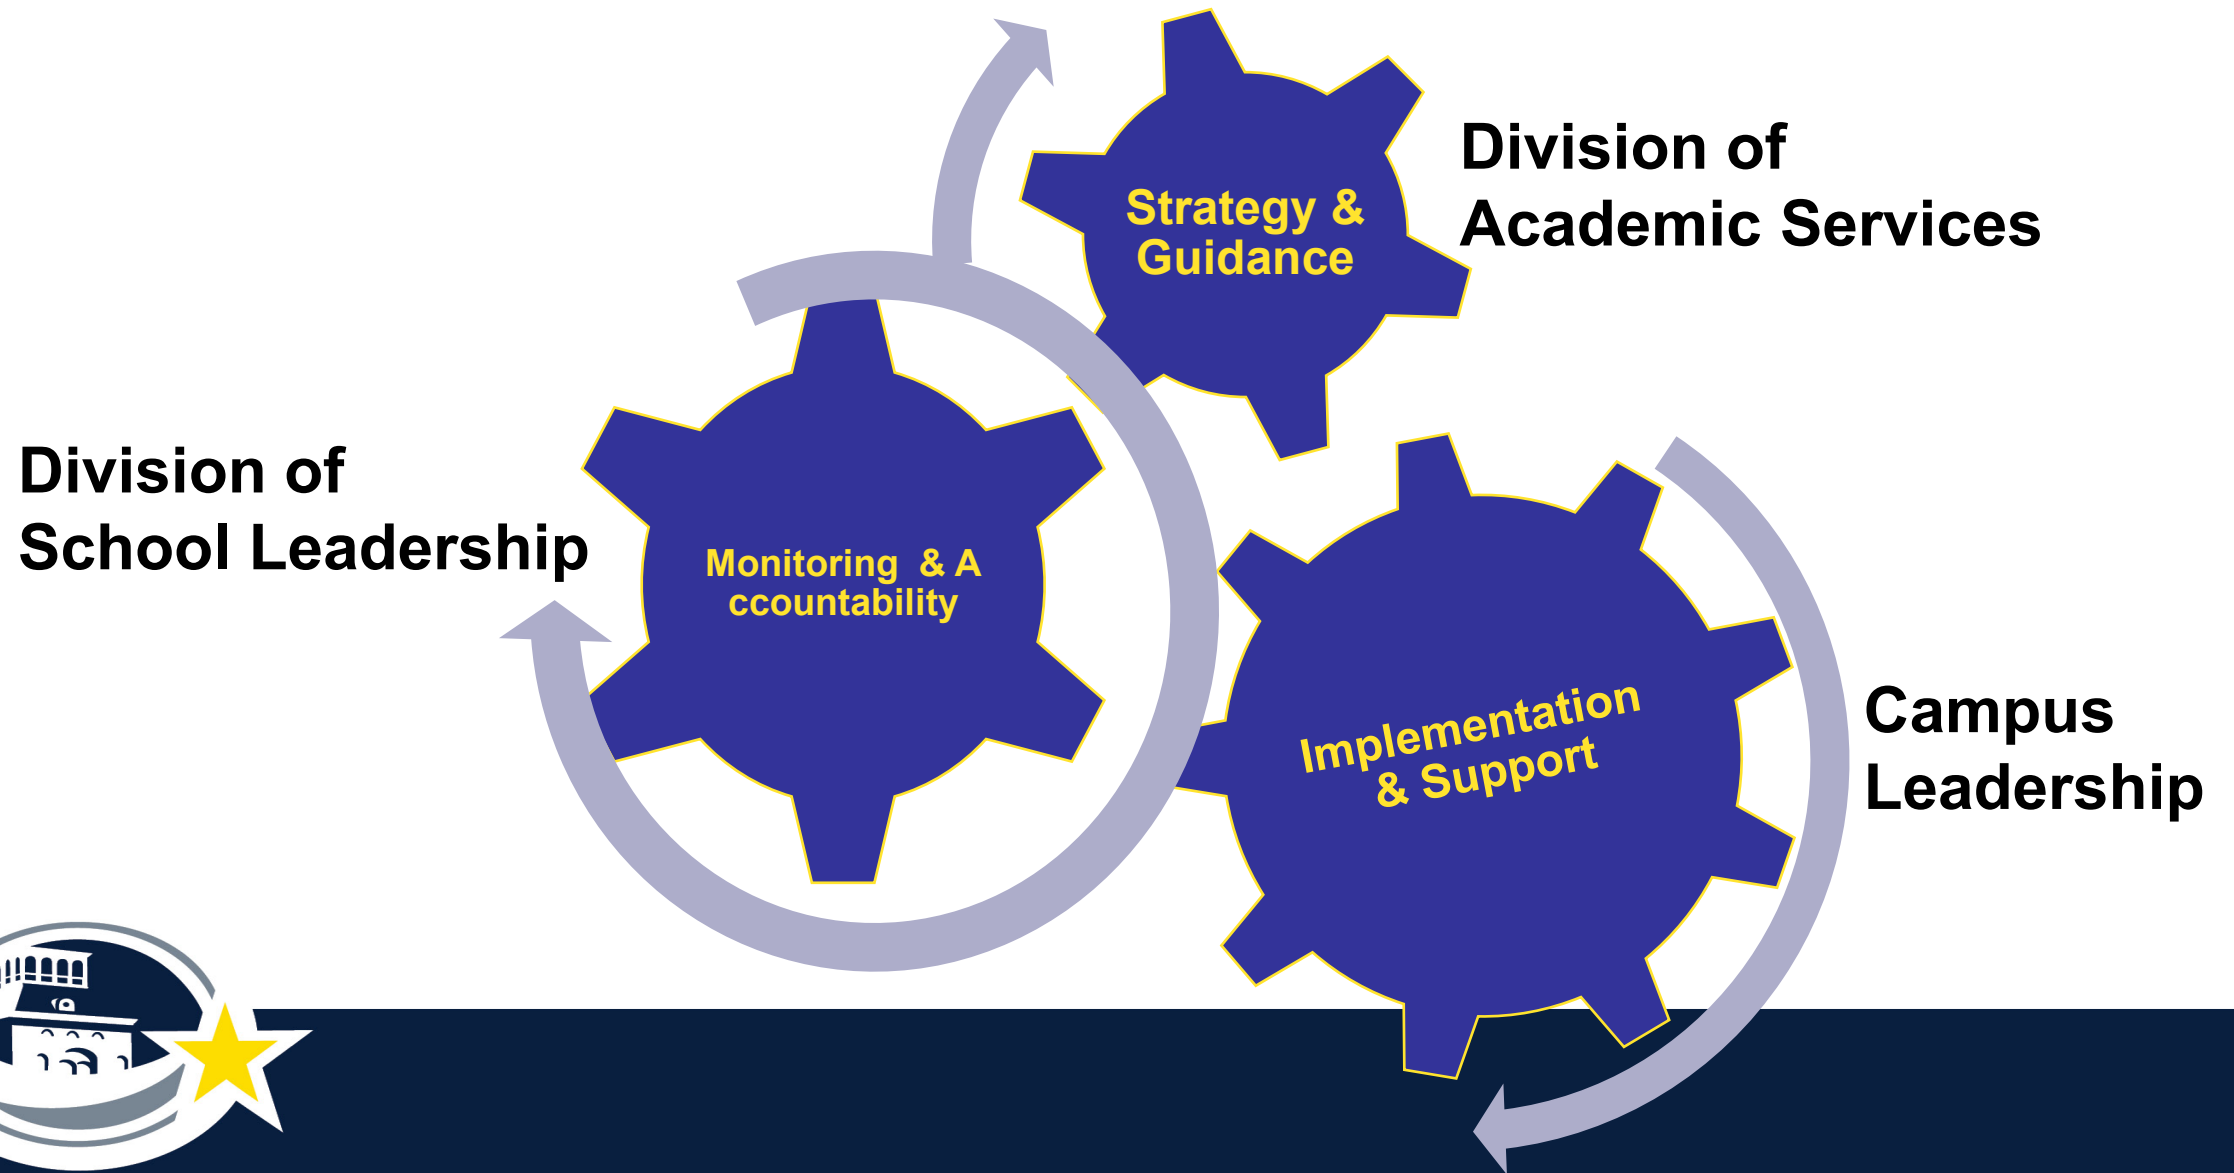 Division of
Academic Services
Strategy &
Guidance
Division of
School Leadership
Monitoring  & A
ccountability
Implementation
& Support
Campus
Leadership